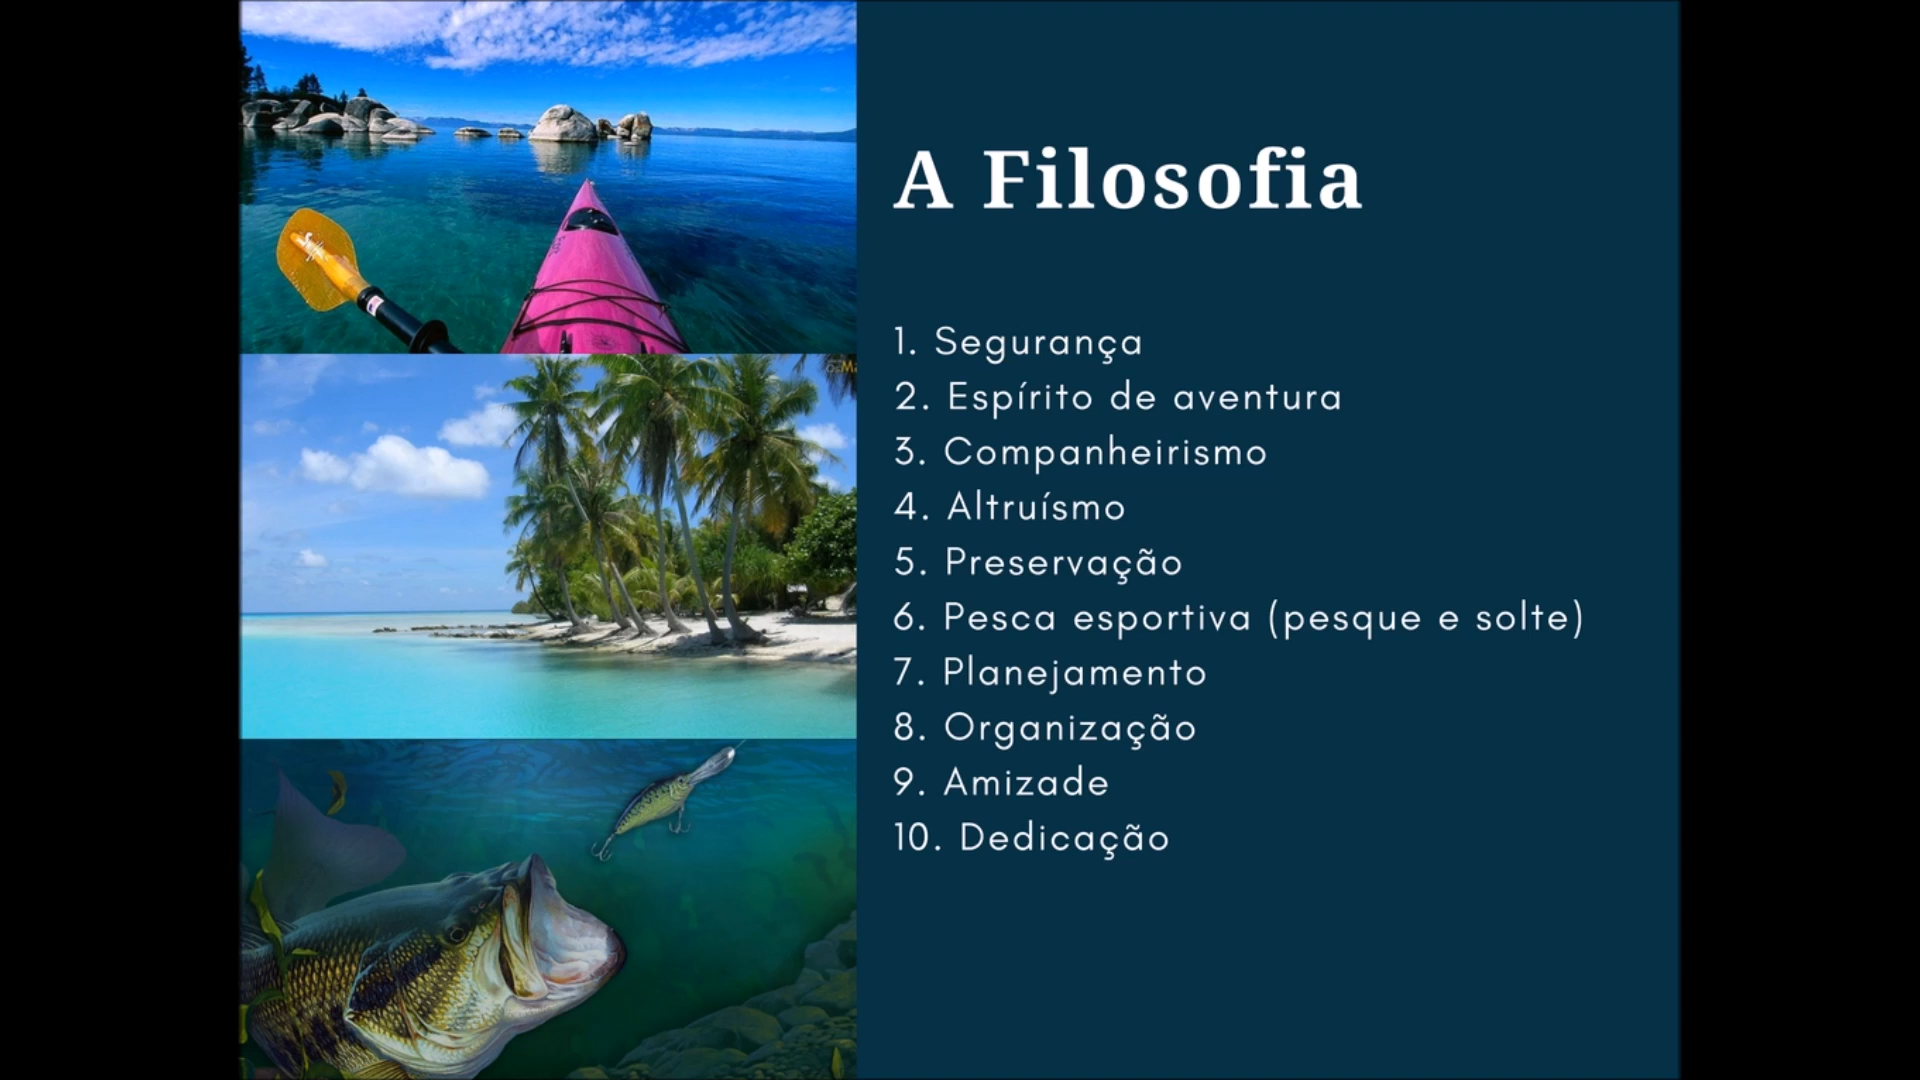 A Filosofia
1. Segurança
2. Espírito de aventura
3. Companheirismo
4. Altruísmo
5. Preservação
6. Pesca esportiva (pesque e solte)
7. Planejamento
8. Organização
9. Amizade
10. Dedicação